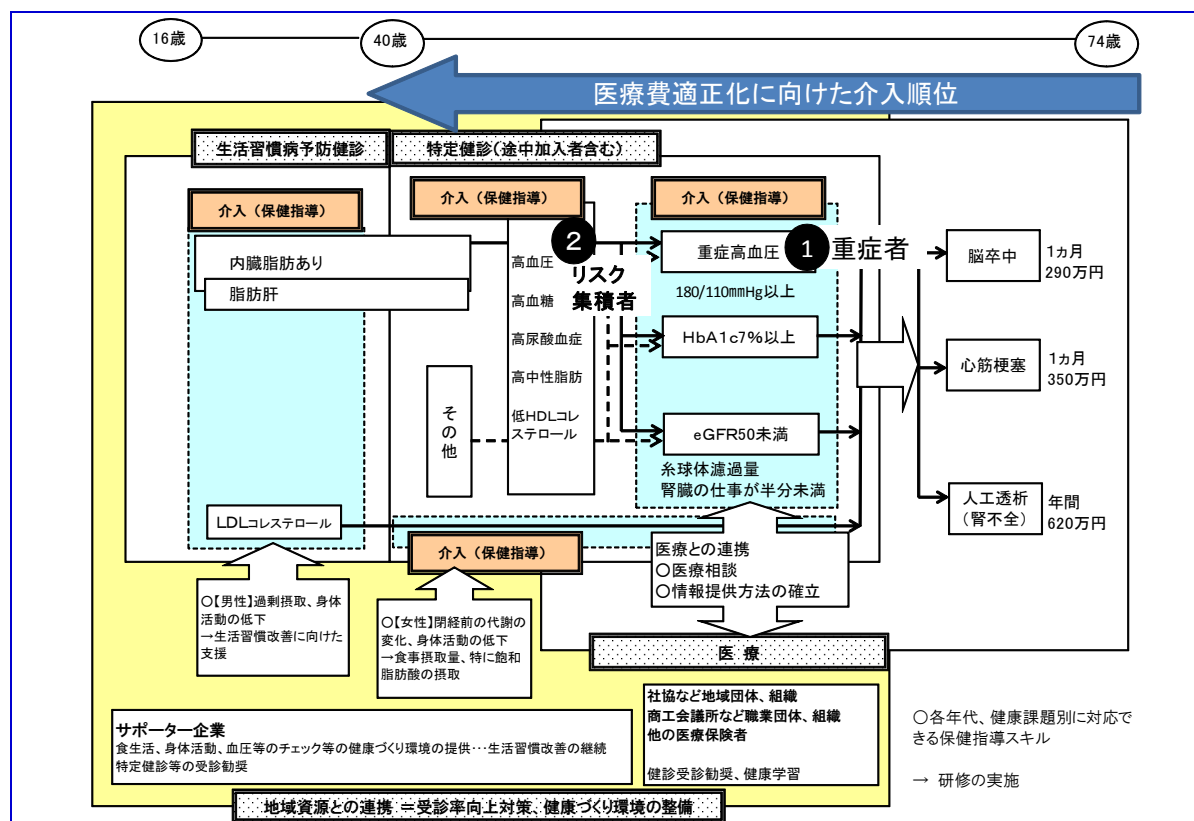 16歳
40歳
74歳
医療費適正化に向けた介入順位
生活習慣病予防健診
特定健診(途中加入者含む)
介入（保健指導）
介入（保健指導）
介入（保健指導）
内臓脂肪あり
脂肪肝
高血圧
高血糖
高尿酸血症
高中性脂肪
低HDLコレ
ステロール
その他
❷
リスク
集積者
❶重症者
重症高血圧
180/110mmHg以上
HbA1c7％以上
eGFR50未満
糸球体濾過量
腎臓の仕事が半分未満
脳卒中
1ヵ月
290万円
心筋梗塞
1ヵ月
350万円
人工透析
（腎不全）
年間
620万円
LDLコレステロール
介入（保健指導）
医療との連携
○医療相談
○情報提供方法の確立
○【男性】過剰摂取、身体
活動の低下
→生活習慣改善に向けた
支援
○【女性】閉経前の代謝の
変化、身体活動の低下
→食事摂取量、特に飽和
脂肪酸の摂取
医 療
サポーター企業
食生活、身体活動、血圧等のチェック等の健康づくり環境の提供…生活習慣改善の継続
特定健診等の受診勧奨
社協など地域団体、組織
商工会議所など職業団体、組織
他の医療保険者
健診受診勧奨、健康学習
○各年代、健康課題別に対応で
きる保健指導スキル
→ 研修の実施
地域資源との連携 ＝受診率向上対策、健康づくり環境の整備